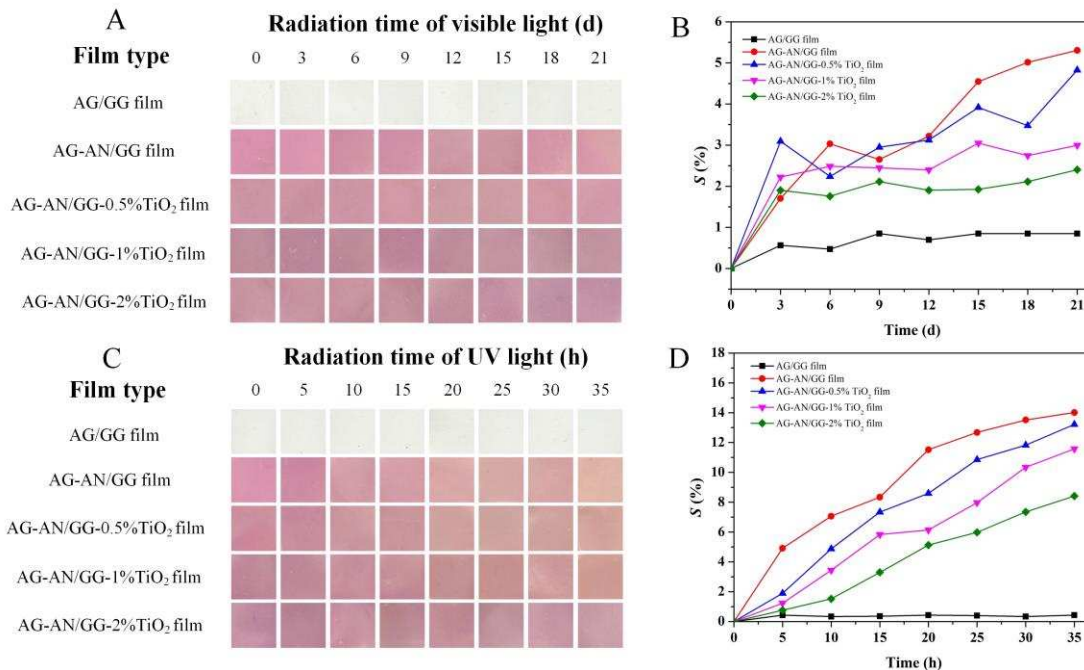 A
Radiation time of visible light (d)
Film type
0 3 6 9 12 15 18 21
AG/GG film
AG-AN/GG film
AG-AN/GG-0.5%TiO2 film
AG-AN/GG-1%TiO2 film
AG-AN/GG-2%TiO2 film
B
AG/GG film
AG-AN/GG film
AG-AN/GG-0.5% TiO2 film
AG-AN/GG-1% TiO2 film
AG-AN/GG-2% TiO2 film
S (%)
5
4
3
2
1
0
0 3 6 9 12 15 18 21
Time (d)
C
Radiation time of UV light (h)
Film type
0 5 10 15 20 25 30 35
AG/GG film
AG-AN/GG film
AG-AN/GG-0.5%TiO2 film
AG-AN/GG-1%TiO2 film
AG-AN/GG-2%TiO2 film
D
AG/GG film
AG-AN/GG film
AG-AN/GG-0.5% TiO2 film
AG-AN/GG-1% TiO2 film
AG-AN/GG-2% TiO2 film
S (%)
18
16
14
12
10
8
6
4
2
0
0 5 10 15 20 25 30 35
Time (h)